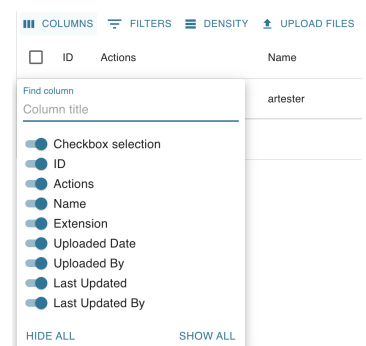 COLUMNS FILTERS DENSITY UPLOAD FILES
ID Actions Name
Find column
Column title
artester
Checkbox selection
ID
Actions
Name
Extension
Uploaded Date
Uploaded By
Last Updated
Last Updated By
HIDE ALL SHOW ALL